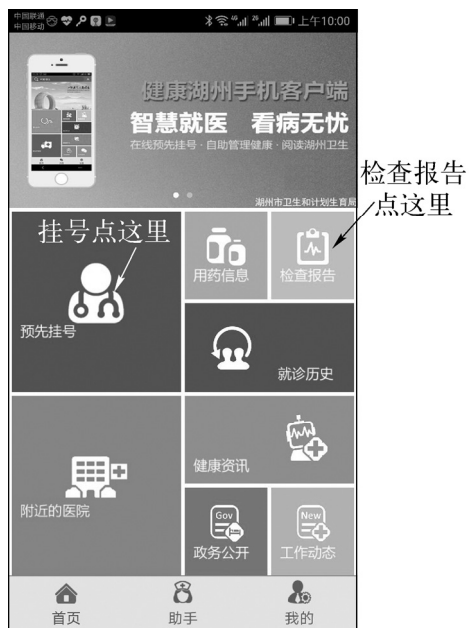 中国联通
中国移动
46
26
上午10:00
健康湖州手机客户端
智慧就医 看病无忧
在线预先挂号·自助管理健康·阅读湖州卫生
湖州市卫生和计划生育局
检查报告
点这里
挂号点这里
预先挂号
用药信息
检查报告
就诊历史
附近的医院
健康资讯
Gov
政务公开
New
工作动态
首页
助手
我的